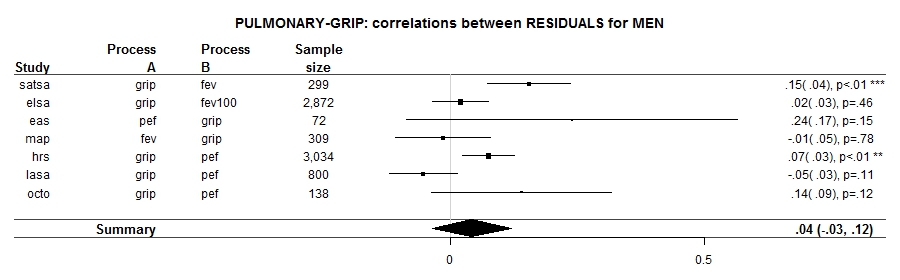 PULMONARY-GRIP: correlations between RESIDUALS for MEN
Process Process Sample
Study A B size
satsa grip fev 299 .15( .04), p<.01 ***
elsa grip fev100 2,872 .02( .03), p=.46
eas pef grip 72 .24( .17), p=.15
map fev grip 309 -.01( .05), p=.78
hrs grip pef 3,034 .07( .03), p<.01 **
lasa grip pef 800 -.05( .03), p=.11
octo grip pef 138 .14( .09), p=.12
Summary .04 (-.03, .12)
0 0.5